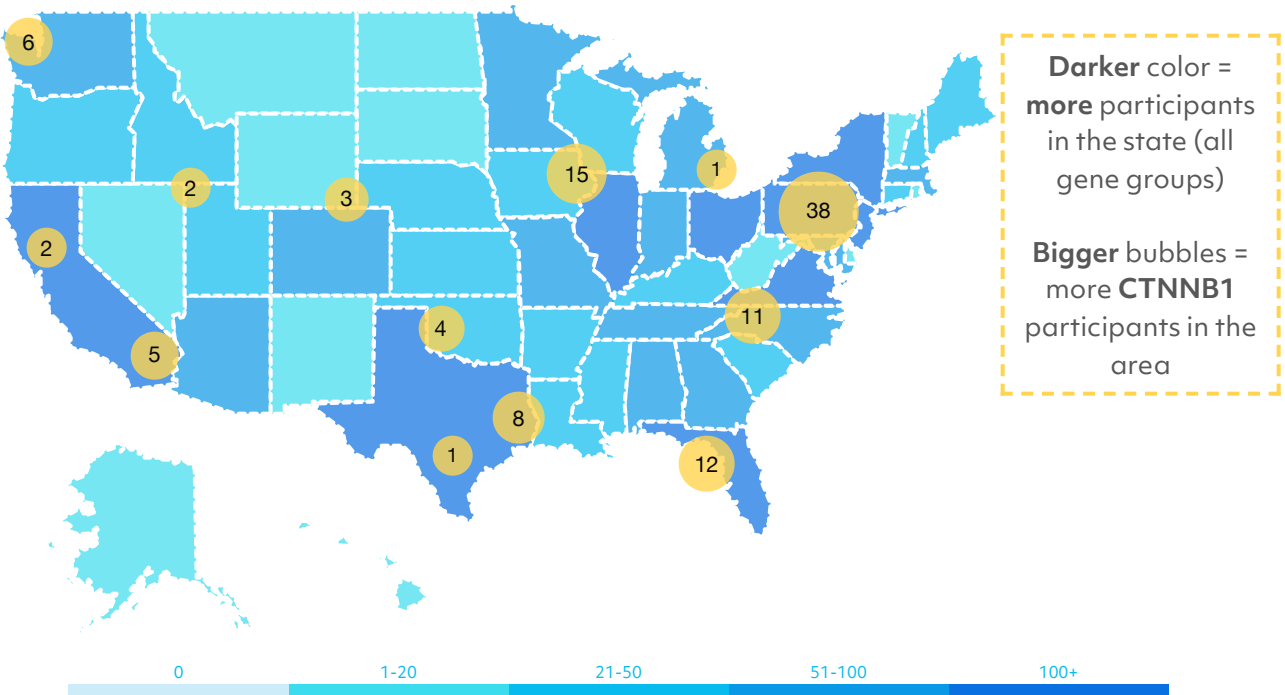 6
Darker color =
more participants
in the state (all
gene groups)
Bigger bubbles =
more CTNNB1
participants in the
area
15
1
2
3
38
2
11
4
5
8
1
12
0 1-20 21-50 51-100 100+